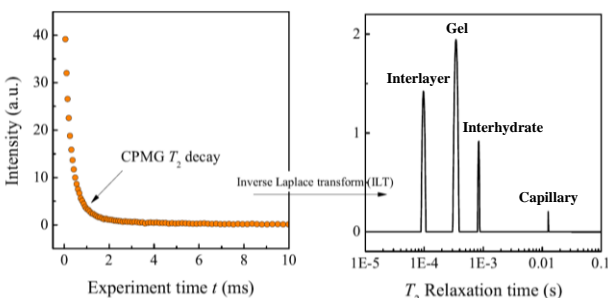 40
30
20
10
0
Intensity (a.u.)
CPMG T₂ decay
0 2 4 6 8 10
Experiment time t (ms)
Inverse Laplace transform (ILT)
2
1
0
Gel
Interlayer
Interhydrate
Capillary
1E-5 1E-4 1E-3 0.01 0.1
T₂ Relaxation time (s)